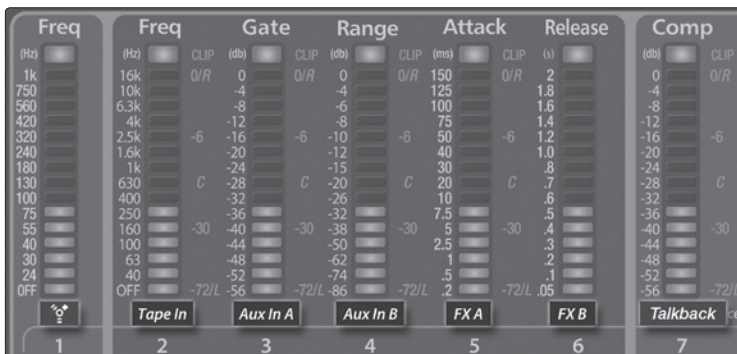 Freq Freq Gate Range Attack Release Comp
(Hz) (Hz) CLIP (db) CLIP (db) CLIP (ms) CLIP (s) (db) CLIP
1k 16k 0/R 0 0/R 0 0/R 150 0/R 2 0 0/R
750 10k -4 -4 125 1.8 -4
560 6.3k -8 -6 100 1.6 -8
420 4k -12 -8 75 1.4 -12
320 2.5k -6 -16 -6 -10 -6 50 -6 1.2 -16 -6
240 1.6k -20 -12 40 1.0 -20
180 1k -24 -15 30 .8 -24
130 630 C -28 C -20 C 20 C .7 -28 C
100 400 -32 -26 10 .6 -32
75 250 -36 -32 7.5 .5 -36
55 160 -30 -40 -30 -38 -30 5 -30 .4 -40 -30
40 100 -44 -50 2.5 .3 -44
30 63 -48 -62 1 .2 -48
24 40 -52 -74 .5 .1 -52
OFF OFF -72/L -56 -72/L -86 -72/L .2 -72/L .05 -56 -72/L
Tape In Aux In A Aux In B FX A FX B Talkback
1 2 3 4 5 6 7